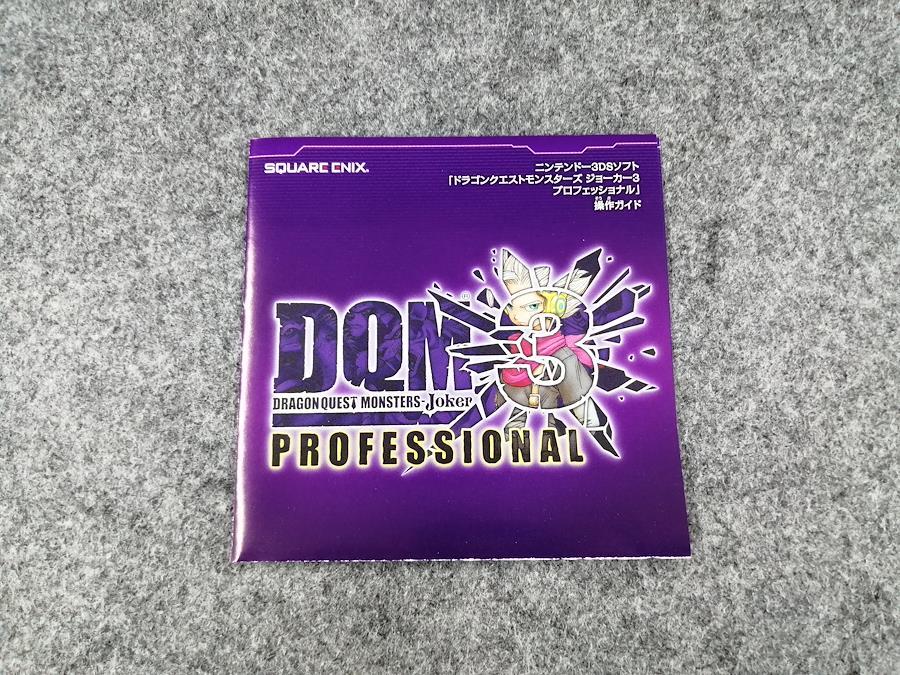 SQUARE ENIX®
ニンテンドー3DSソフト
「ドラゴンクエストモンスターズ ジョーカー3
プロフェッショナル」
操作ガイド
DQM®
3
DRAGON QUEST MONSTERS-Joker
PROFESSIONAL